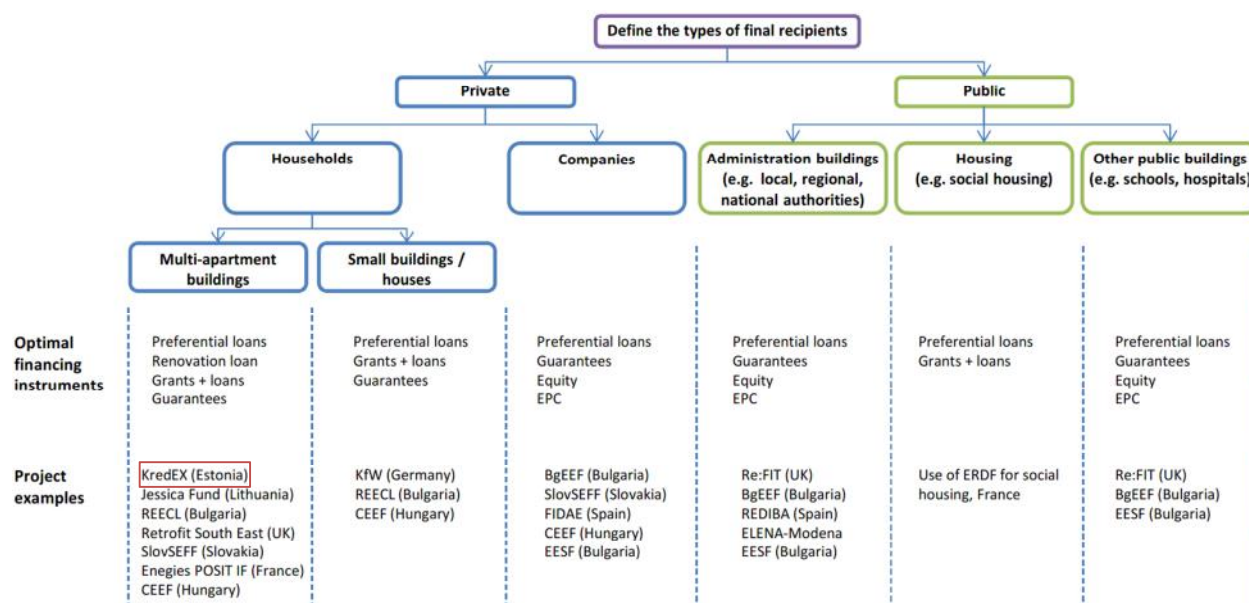 Define the types of final recipients
Private
Public
Households
Companies
Administration buildings
(e.g. local, regional,
national authorities)
Housing
(e.g. social housing)
Other public buildings
(e.g. schools, hospitals)
Multi-apartment
buildings
Small buildings /
houses
Optimal
financing
instruments
Preferential loans
Renovation loan
Grants + loans
Guarantees
Preferential loans
Grants + loans
Guarantees
Preferential loans
Guarantees
Equity
EPC
Preferential loans
Guarantees
Equity
EPC
Preferential loans
Grants + loans
Preferential loans
Guarantees
Equity
EPC
Project
examples
KredEX (Estonia)
Jessica Fund (Lithuania)
REECL (Bulgaria)
Retrofit South East (UK)
SlovSEFF (Slovakia)
Enegies POSIT IF (France)
CEEF (Hungary)
KfW (Germany)
REECL (Bulgaria)
CEEF (Hungary)
BgEEF (Bulgaria)
SlovSEFF (Slovakia)
FIDAE (Spain)
CEEF (Hungary)
EESF (Bulgaria)
Re:FIT (UK)
BgEEF (Bulgaria)
REDIBA (Spain)
ELENA-Modena
EESF (Bulgaria)
Use of ERDF for social
housing, France
Re:FIT (UK)
BgEEF (Bulgaria)
EESF (Bulgaria)